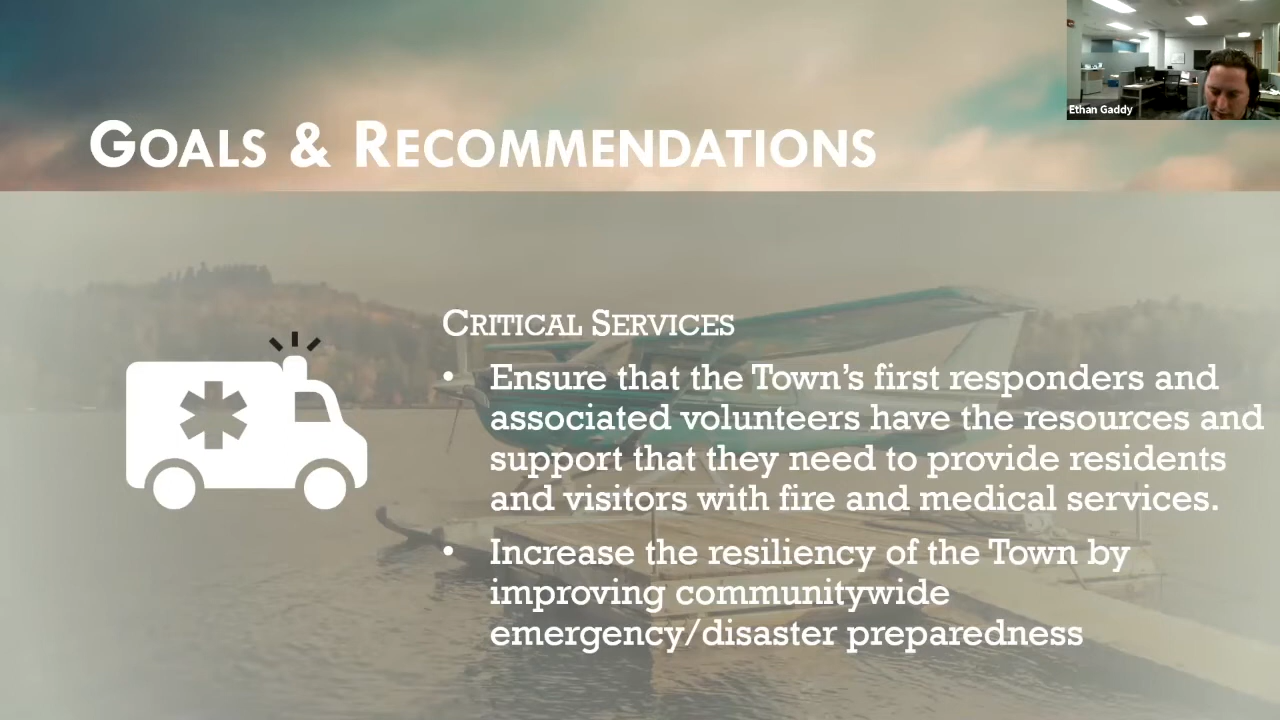 Ethan Gaddy
GOALS & RECOMMENDATIONS
CRITICAL SERVICES
• Ensure that the Town's first responders and
associated volunteers have the resources and
support that they need to provide residents
and visitors with fire and medical services.
• Increase the resiliency of the Town by
improving communitywide
emergency/disaster preparedness